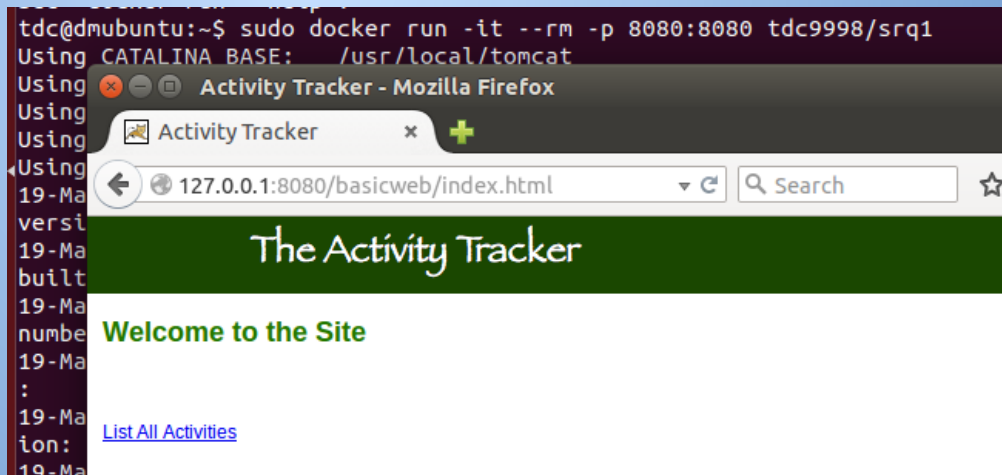 tdc@dmubuntu:~$ sudo docker run -it --rm -p 8080:8080 tdc9998/srq1
Using CATALINA_BASE: /usr/local/tomcat
Using
Activity Tracker - Mozilla Firefox
Using
Activity Tracker
Using
Using
127.0.0.1:8080/basicweb/index.html
Search
19-Ma
versi
The Activity Tracker
19-Ma
built
19-Ma
numbe
Welcome to the Site
19-Ma
:
19-Ma
List All Activities
ion:
19-Ma